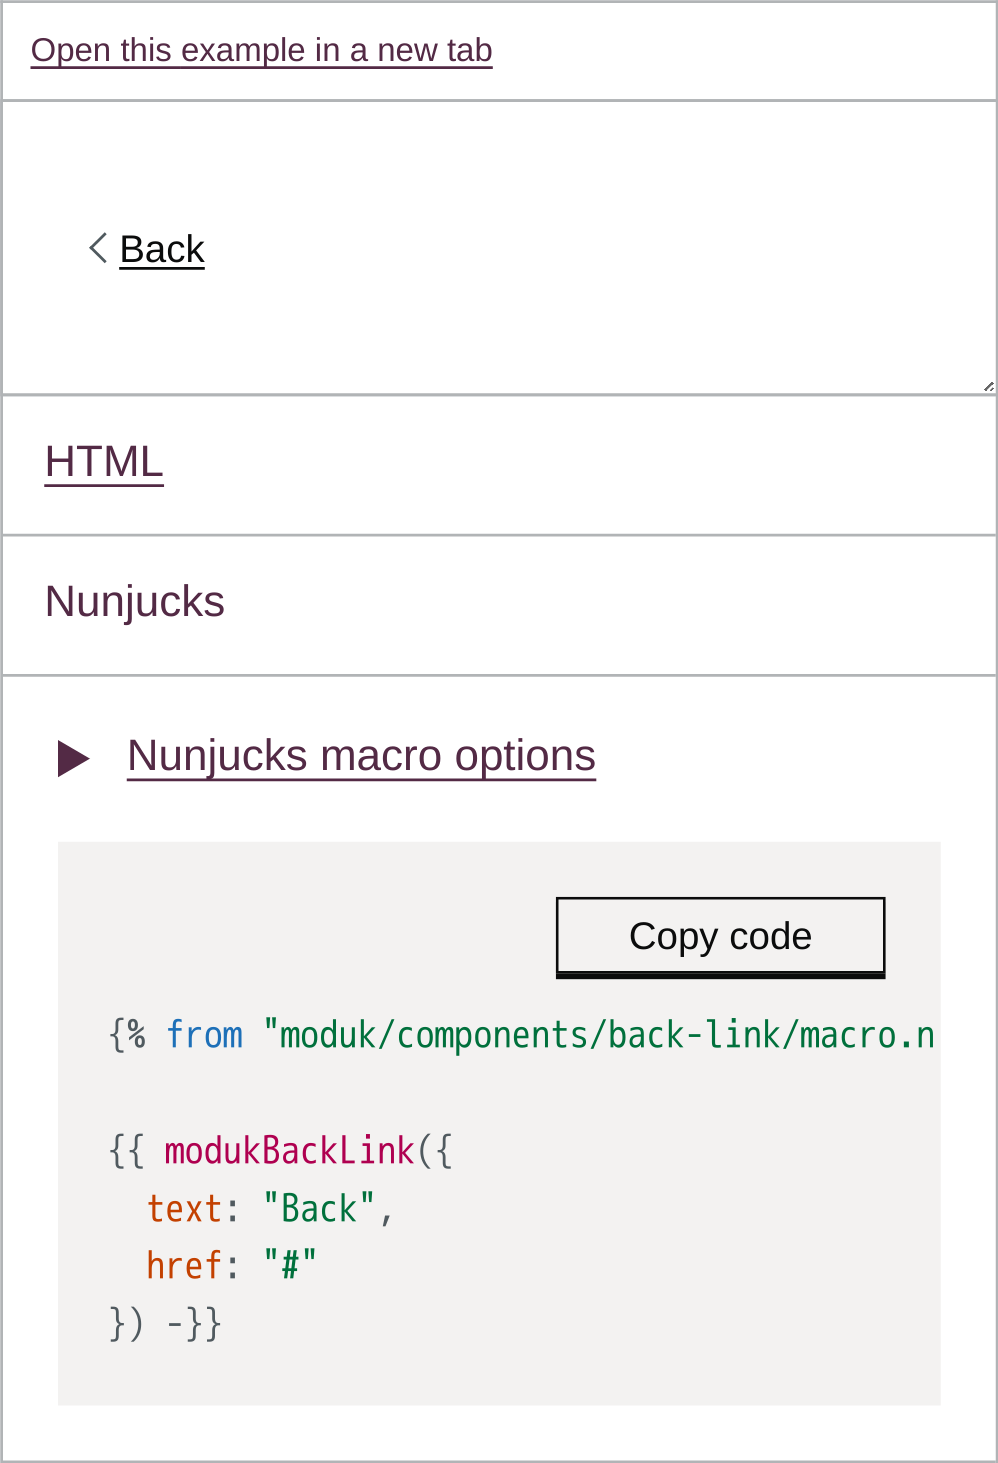 Open this example in a new tab
Back
HTML
Nunjucks
Nunjucks macro options
Copy code
{% from "moduk/components/back-link/macro.n
{{ modukBackLink({
  text: "Back",
  href: "#"
}) -}}